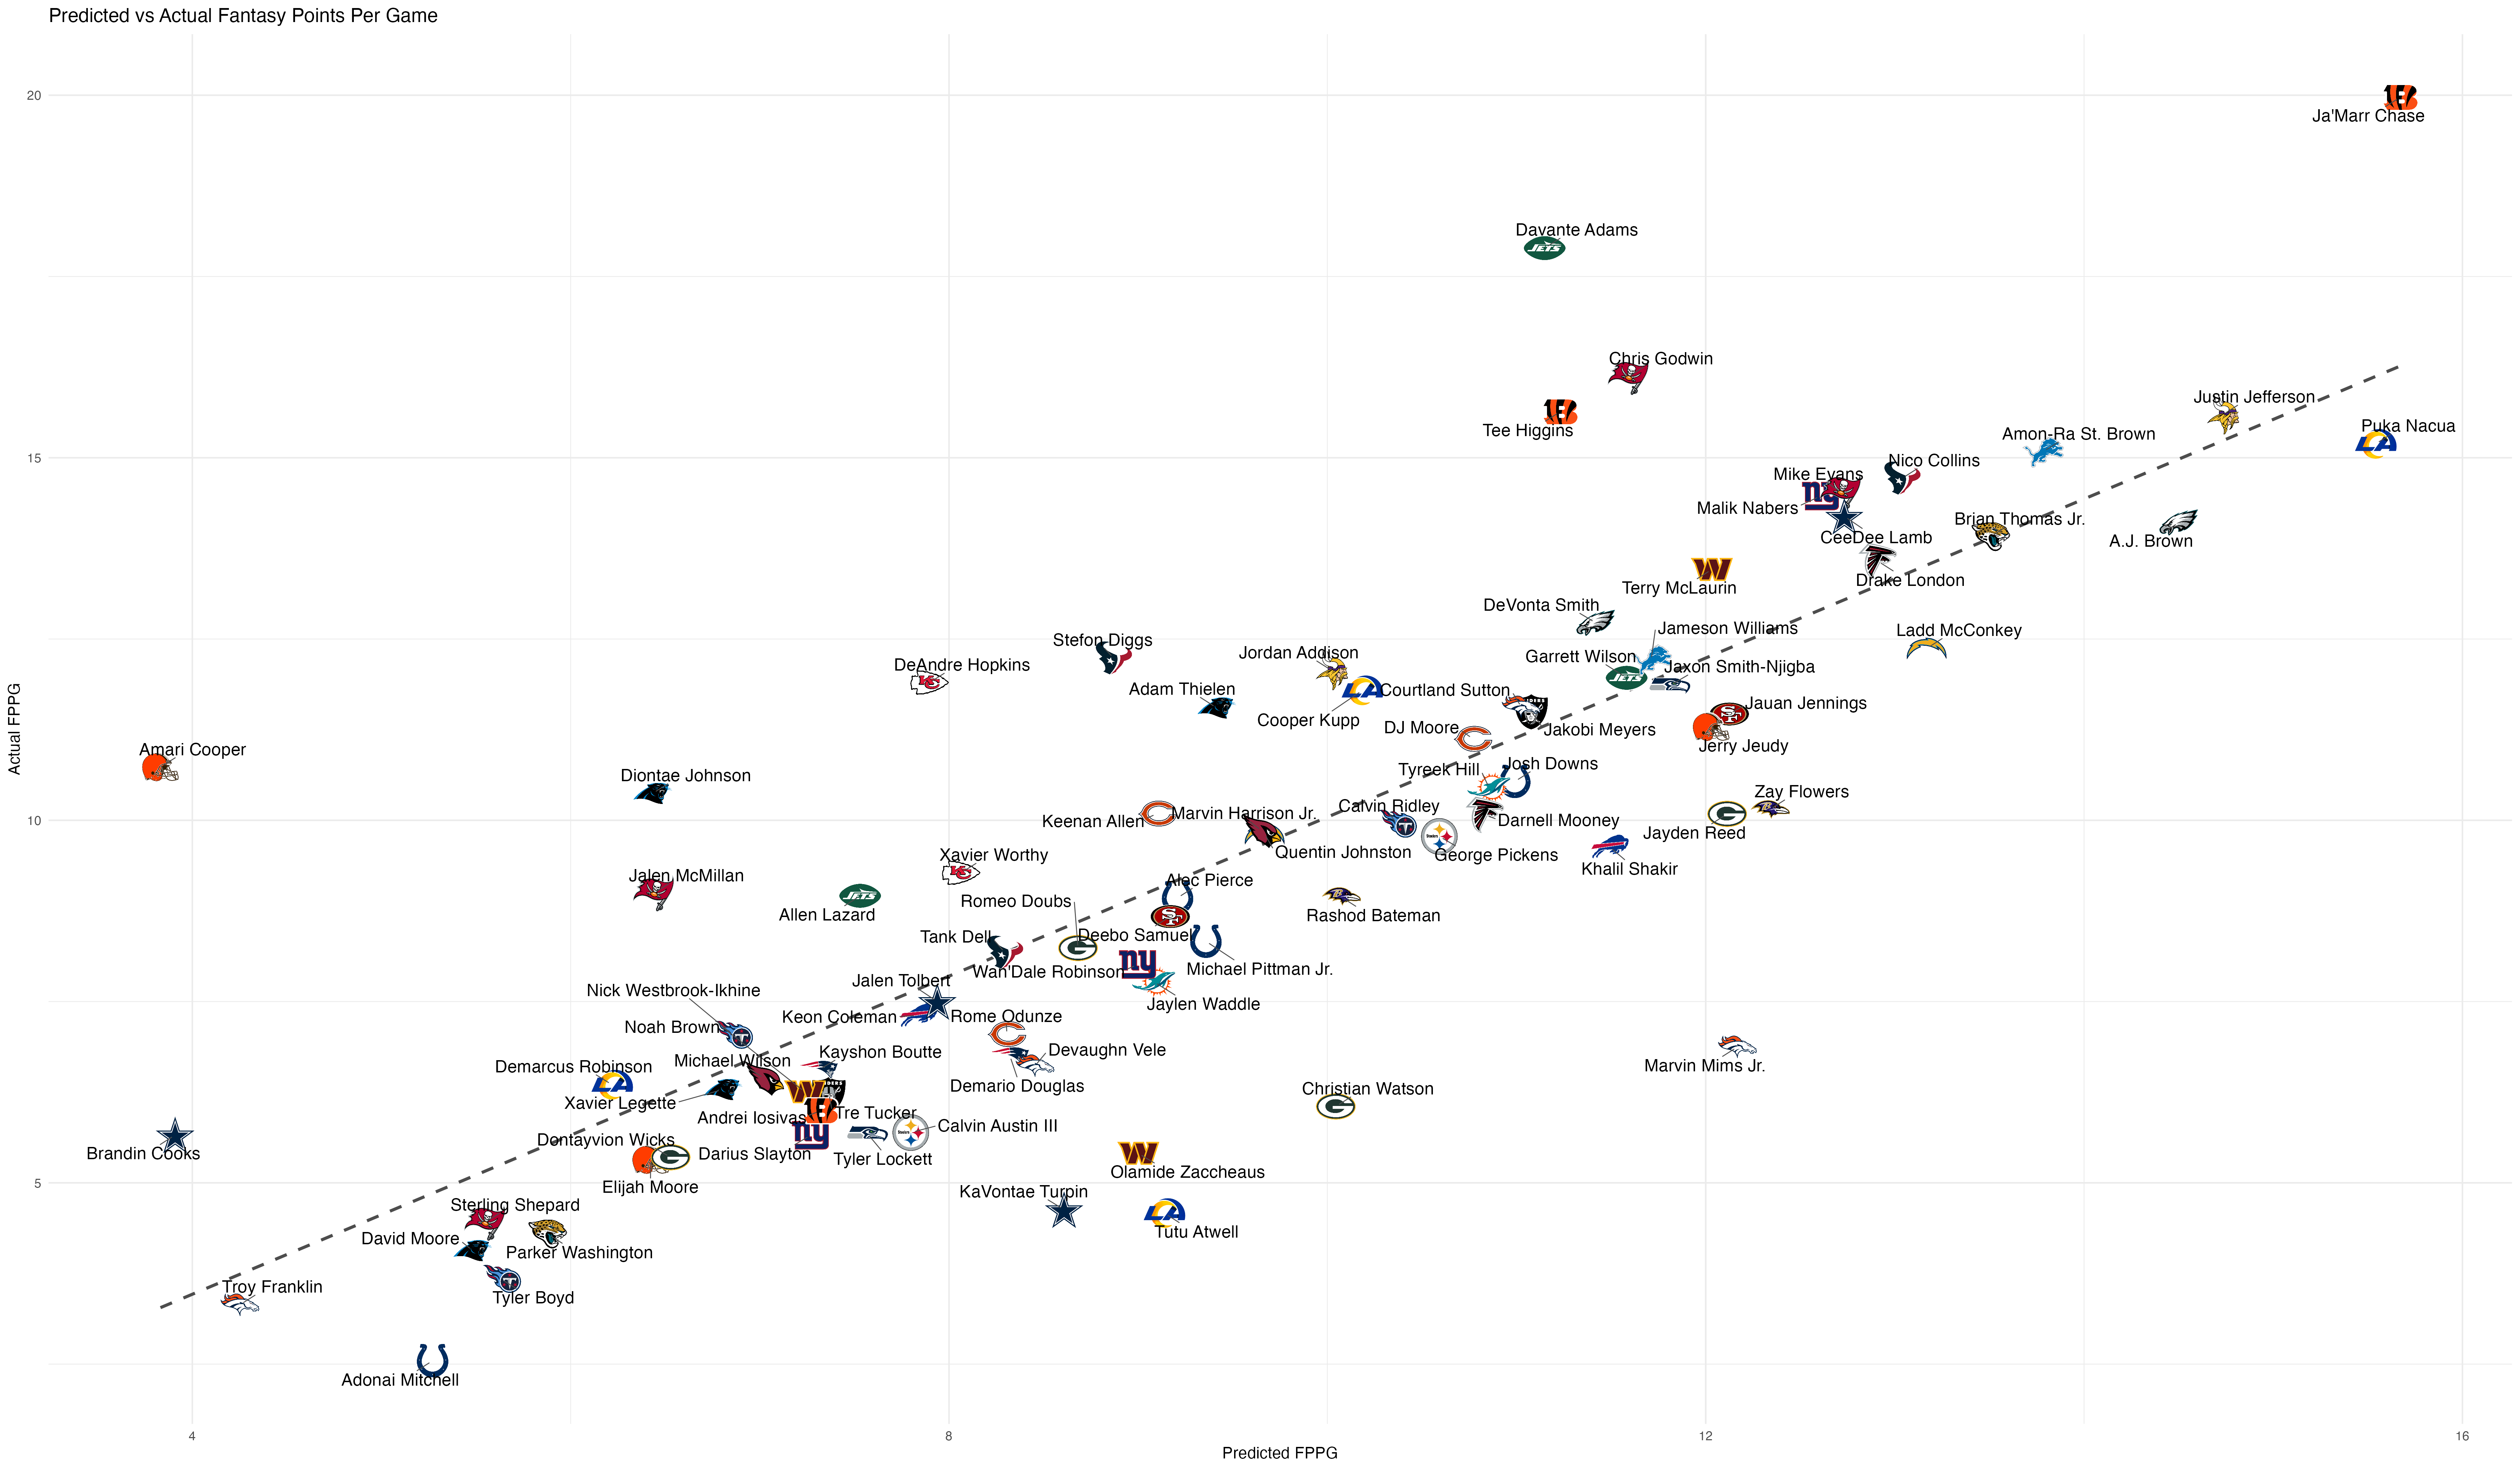 Predicted vs Actual Fantasy Points Per Game
20
Ja'Marr Chase
Davante Adams
Chris Godwin
Tee Higgins
Justin Jefferson
Puka Nacua
Amon-Ra St. Brown
15
Nico Collins
Mike Evans
Malik Nabers
Brian Thomas Jr.
CeeDee Lamb
A.J. Brown
Drake London
Terry McLaurin
DeVonta Smith
Jameson Williams
Ladd McConkey
Stefon Diggs
Jordan Addison
Garrett Wilson
DeAndre Hopkins
Jaxon Smith-Njigba
Adam Thielen
Courtland Sutton
Jauan Jennings
Cooper Kupp
DJ Moore
Jakobi Meyers
Jerry Jeudy
Amari Cooper
Actual FPPG
Diontae Johnson
Tyreek Hill
Josh Downs
Zay Flowers
Calvin Ridley
Marvin Harrison Jr.
Keenan Allen
10
Darnell Mooney
Jayden Reed
Quentin Johnston
George Pickens
Xavier Worthy
Khalil Shakir
Jalen McMillan
Alec Pierce
Romeo Doubs
Allen Lazard
Rashod Bateman
Tank Dell
Deebo Samuel
Wan'Dale Robinson
Michael Pittman Jr.
Jalen Tolbert
Nick Westbrook-Ikhine
Jaylen Waddle
Keon Coleman
Rome Odunze
Noah Brown
Kayshon Boutte
Devaughn Vele
Michael Wilson
Marvin Mims Jr.
Demarcus Robinson
Demario Douglas
Christian Watson
Xavier Legette
Andrei Iosivas
Tre Tucker
Calvin Austin III
Dontayvion Wicks
Brandin Cooks
Darius Slayton
Tyler Lockett
Olamide Zaccheaus
5
Elijah Moore
KaVontae Turpin
Sterling Shepard
Tutu Atwell
David Moore
Parker Washington
Troy Franklin
Tyler Boyd
Adonai Mitchell
4
8
12
16
Predicted FPPG